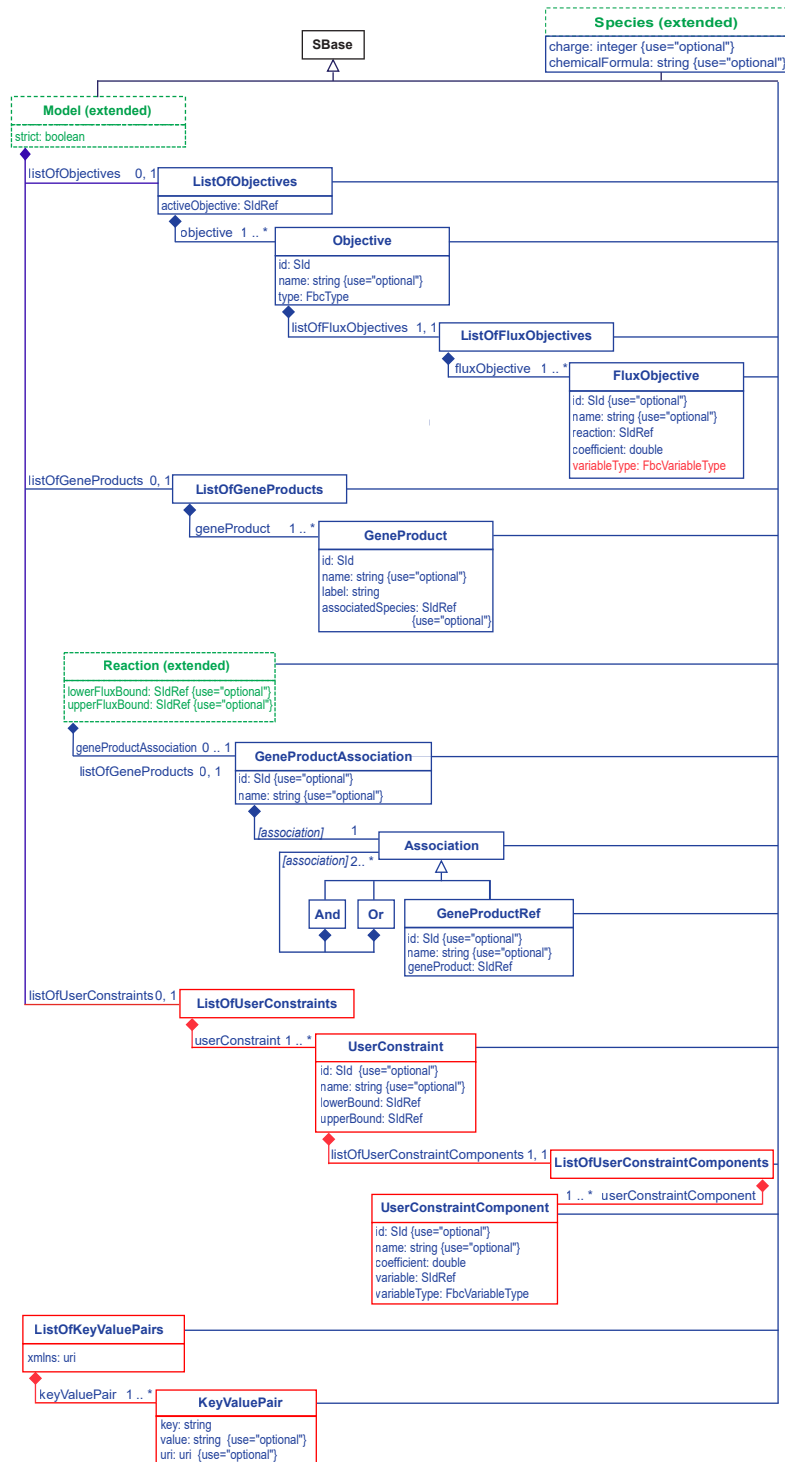 Species (extended)
charge: integer {use="optional"}
chemicalFormula: string {use="optional"}
SBase
Model (extended)
strict: boolean
listOfObjectives 0, 1
ListOfObjectives
activeObjective: SIdRef
objective 1 .. *
Objective
id: SId
name: string {use="optional"}
type: FbcType
listOfFluxObjectives 1, 1
ListOfFluxObjectives
fluxObjective 1 .. *
FluxObjective
id: SId {use="optional"}
name: string {use="optional"}
reaction: SIdRef
coefficient: double
variableType: FbcVariableType
listOfGeneProducts 0, 1
ListOfGeneProducts
geneProduct 1 .. *
GeneProduct
id: SId
name: string {use="optional"}
label: string
associatedSpecies: SIdRef
{use="optional"}
Reaction (extended)
lowerFluxBound: SIdRef {use="optional"}
upperFluxBound: SIdRef {use="optional"}
geneProductAssociation 0 .. 1
listOfGeneProducts 0, 1
GeneProductAssociation
id: SId {use="optional"}
name: string {use="optional"}
[association] 1
Association
[association] 2.. *
And
Or
GeneProductRef
id: SId {use="optional"}
name: string {use="optional"}
geneProduct: SIdRef
listOfUserConstraints 0, 1
ListOfUserConstraints
userConstraint 1 .. *
UserConstraint
id: SId {use="optional"}
name: string {use="optional"}
lowerBound: SIdRef
upperBound: SIdRef
listOfUserConstraintComponents 1, 1
ListOfUserConstraintComponents
1 .. * userConstraintComponent
UserConstraintComponent
id: SId {use="optional"}
name: string {use="optional"}
coefficient: double
variable: SIdRef
variableType: FbcVariableType
ListOfKeyValuePairs
xmlns: uri
keyValuePair 1 .. *
KeyValuePair
key: string
value: string {use="optional"}
uri: uri {use="optional"}